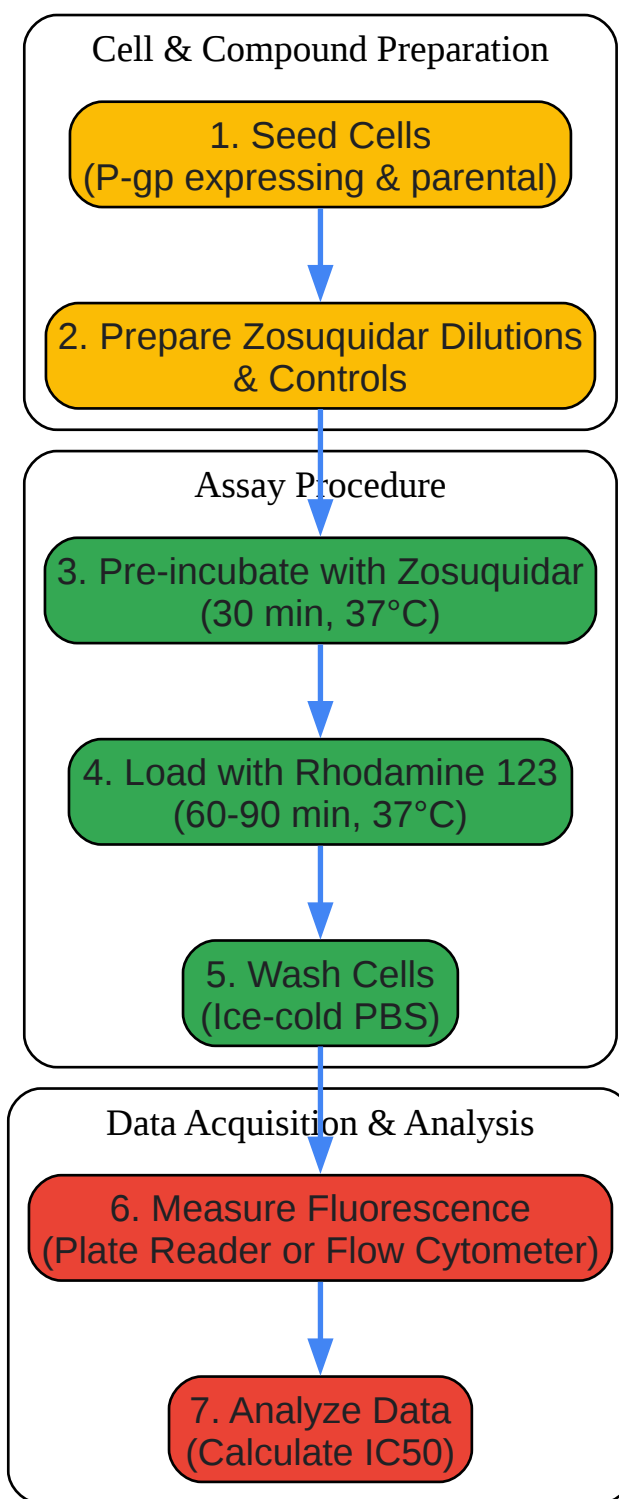 Cell & Compound Preparation
1. Seed Cells
(P-gp expressing & parental)
2. Prepare Zosuquidar Dilutions
& Controls
Assay Procedure
3. Pre-incubate with Zosuquidar
(30 min, 37°C)
4. Load with Rhodamine 123
(60-90 min, 37°C)
5. Wash Cells
(Ice-cold PBS)
Data Acquisition & Analysis
6. Measure Fluorescence
(Plate Reader or Flow Cytometer)
7. Analyze Data
(Calculate IC50)